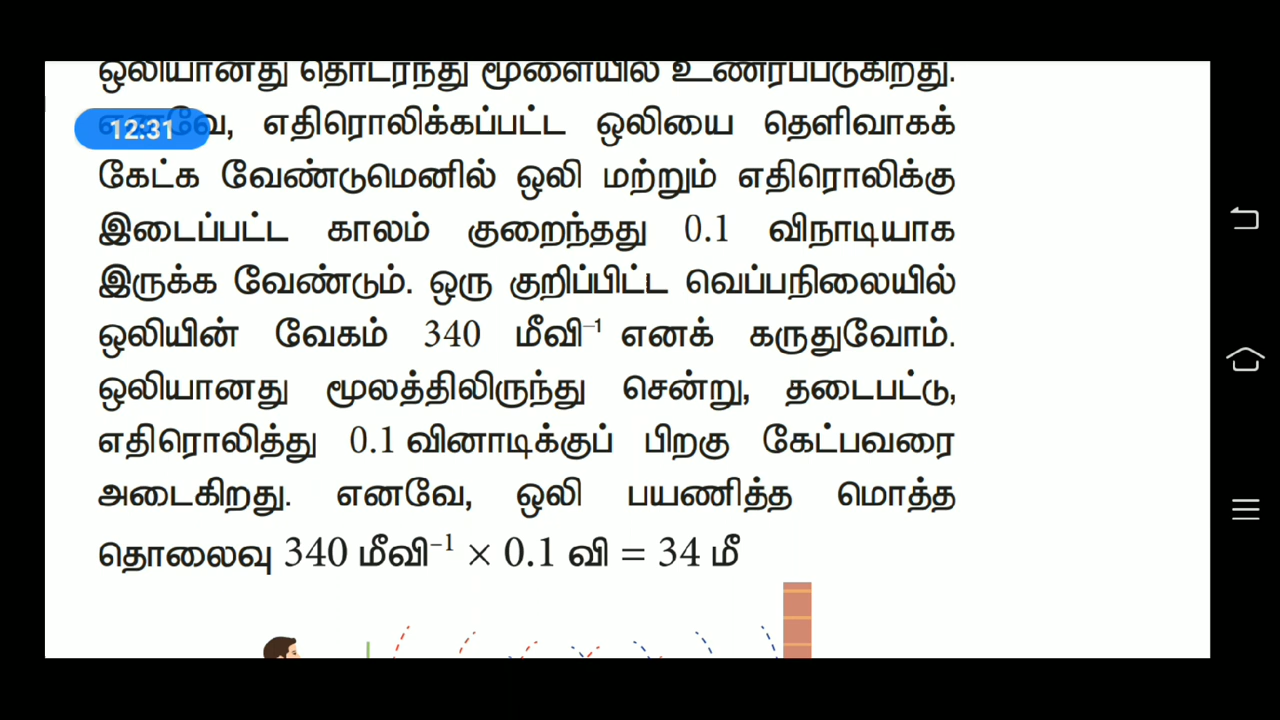 ஒலியானது தொடர்ந்து மூளையில் உணரப்படுகிறது.
12:31
எனவே, எதிரொலிக்கப்பட்ட ஒலியை தெளிவாகக்
கேட்க வேண்டுமெனில் ஒலி மற்றும் எதிரொலிக்கு
இடைப்பட்ட காலம் குறைந்தது 0.1 விநாடியாக
இருக்க வேண்டும். ஒரு குறிப்பிட்ட வெப்பநிலையில்
ஒலியின் வேகம் 340 மீவி⁻¹ எனக் கருதுவோம்.
ஒலியானது மூலத்திலிருந்து சென்று, தடைபட்டு,
எதிரொலித்து 0.1 வினாடிக்குப் பிறகு கேட்பவரை
அடைகிறது. எனவே, ஒலி பயணித்த மொத்த
தொலைவு 340 மீவி⁻¹ × 0.1 வி = 34 மீ